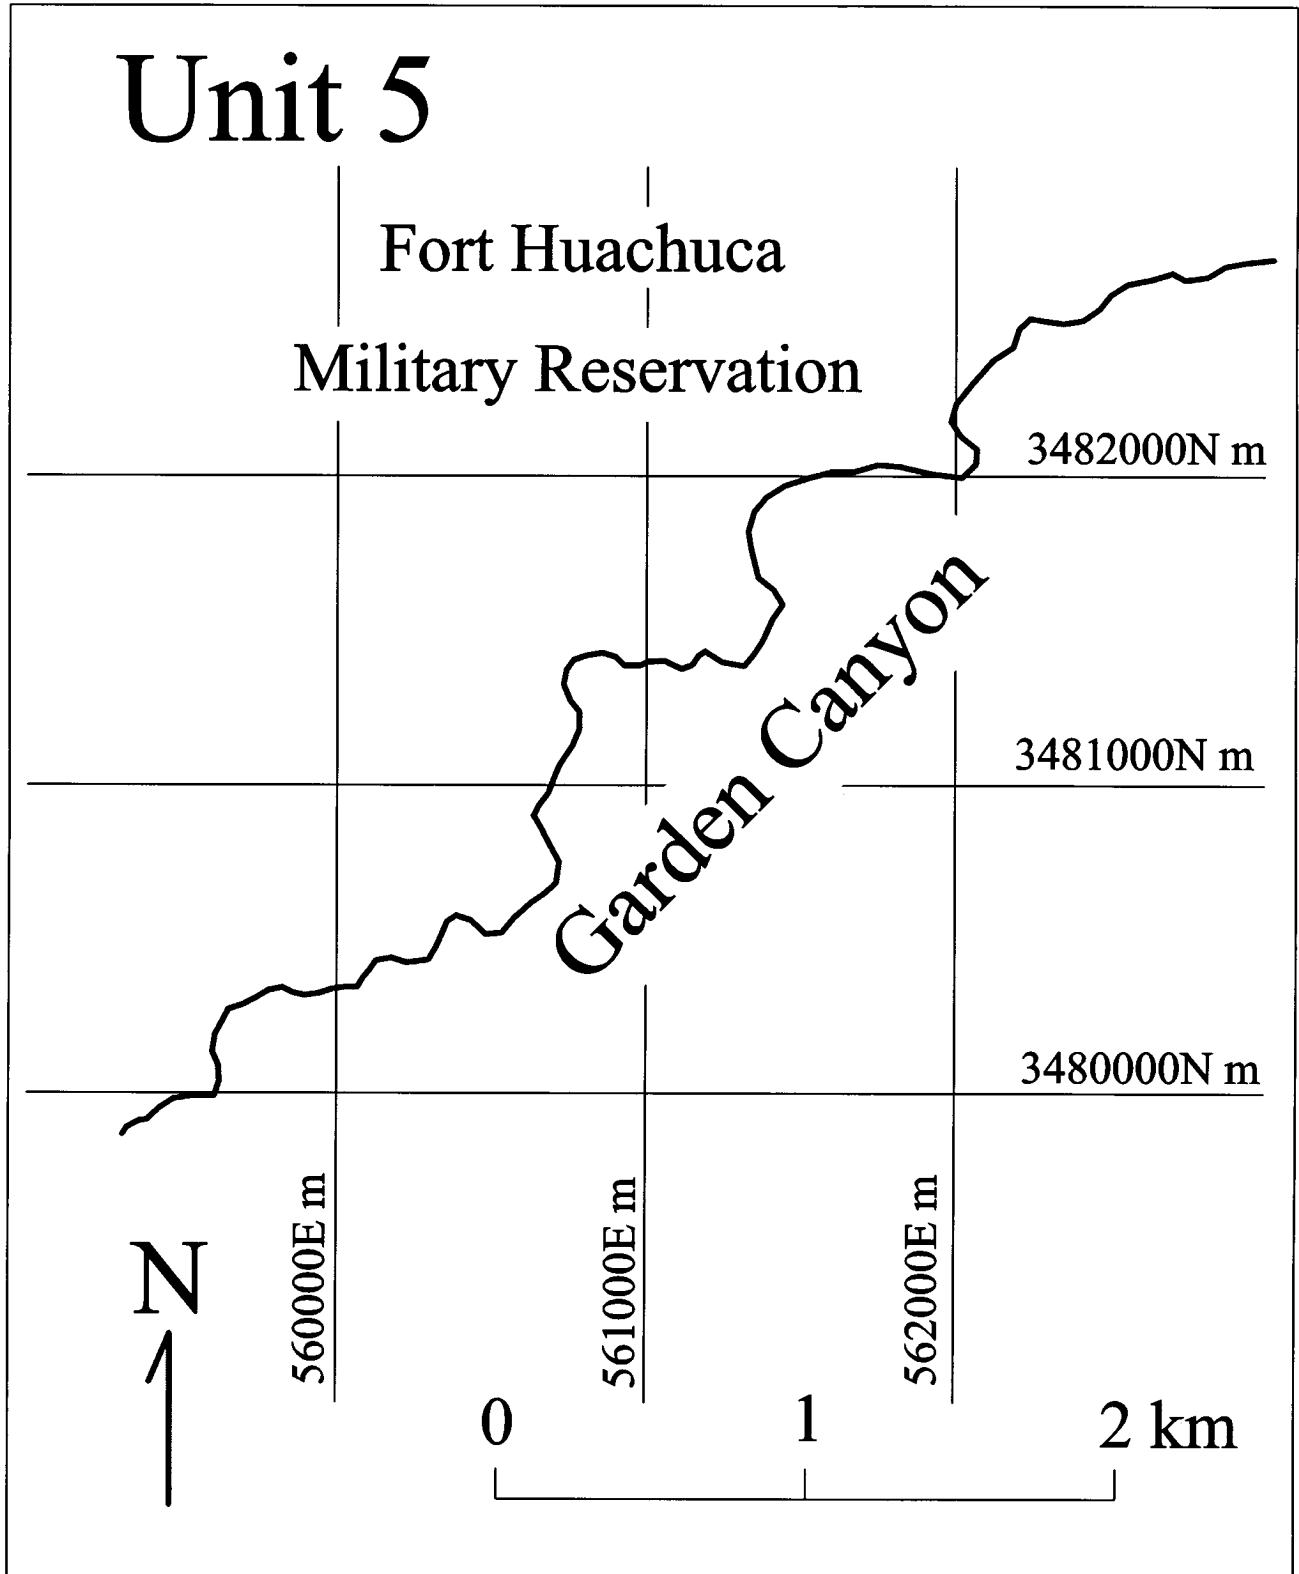 Unit 5
Fort Huachuca
Military Reservation
3482000N m
Garden Canyon
3481000N m
3480000N m
560000E m
561000E m
562000E m
N
0 1 2 km